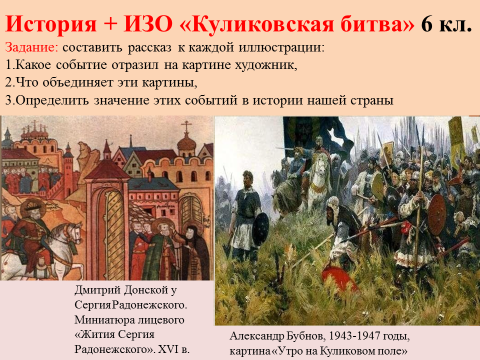 История + ИЗО «Куликовская битва» 6 кл.
Задание: составить рассказ к каждой иллюстрации:
1.Какое событие отразил на картине художник,
2.Что объединяет эти картины,
3.Определить значение этих событий в истории нашей страны
Дмитрий Донской у
Сергия Радонежского.
Миниатюра лицевого
«Жития Сергия
Радонежского». XVI в.
Александр Бубнов, 1943-1947 годы,
картина «Утро на Куликовом поле»